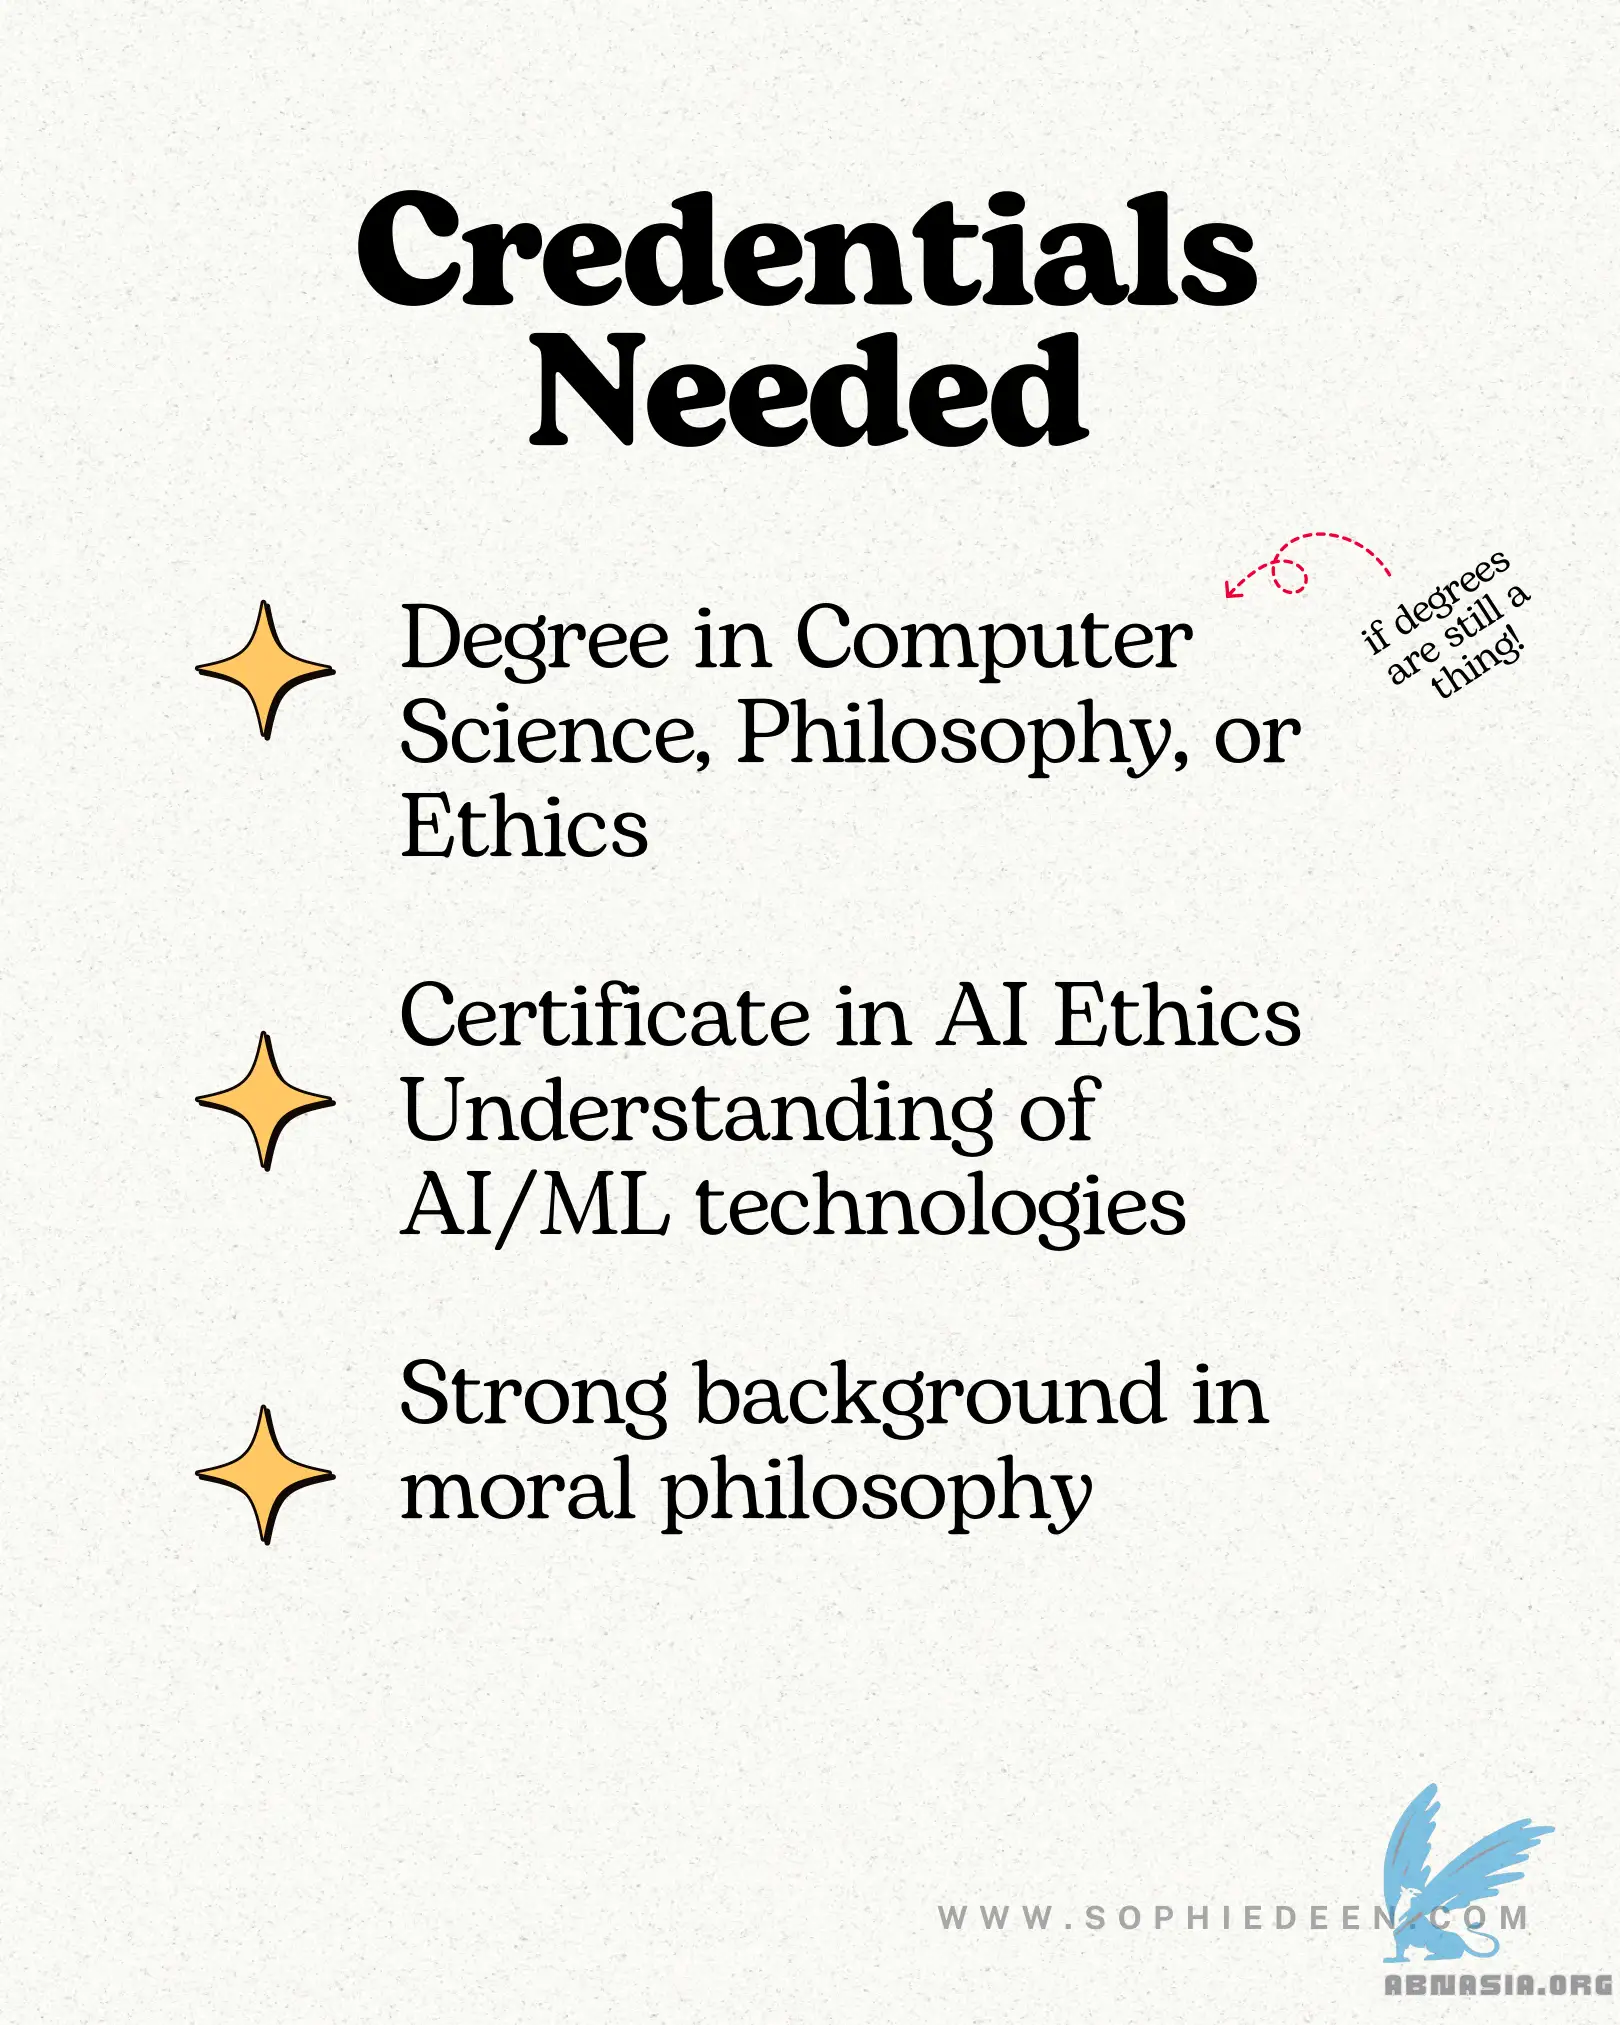 Credentials
Needed
if degrees
are still a
thing!
Degree in Computer
Science, Philosophy, or
Ethics
Certificate in AI Ethics
Understanding of
AI/ML technologies
Strong background in
moral philosophy
WWW.SOPHIEDEEN.COM
ABNASIA.ORG